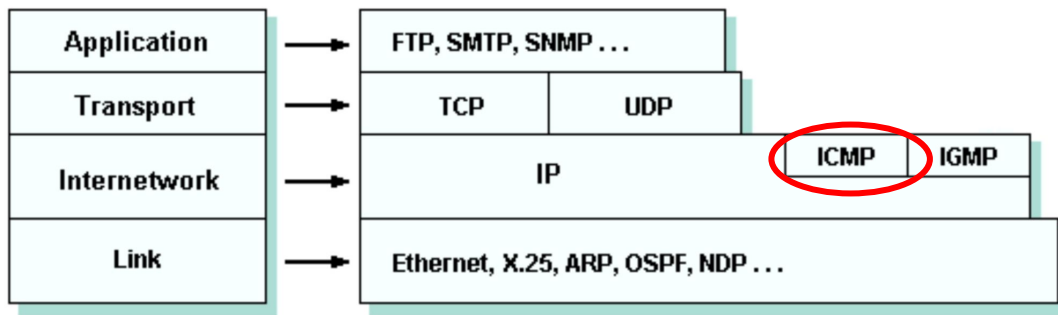 Application
FTP, SMTP, SNMP . . .
Transport
TCP
UDP
Internetwork
IP
ICMP
IGMP
Link
Ethernet, X.25, ARP, OSPF, NDP . . .